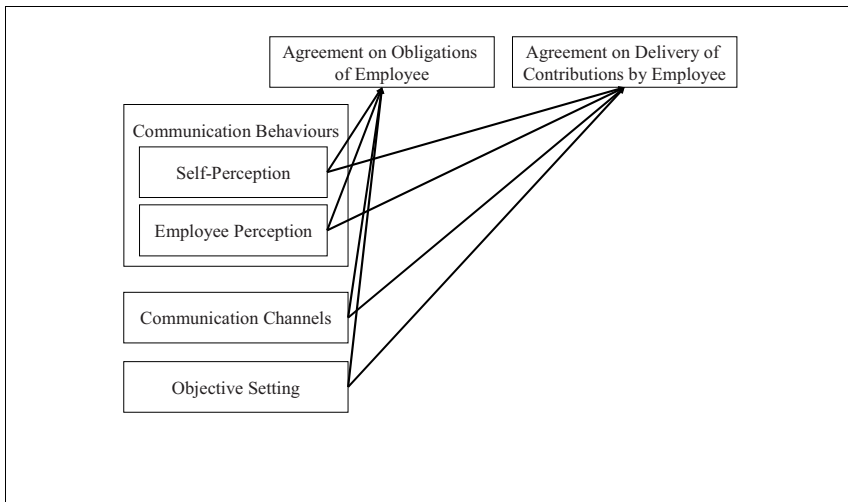 Agreement on Obligations
of Employee
Agreement on Delivery of
Contributions by Employee
Communication Behaviours
Self-Perception
Employee Perception
Communication Channels
Objective Setting